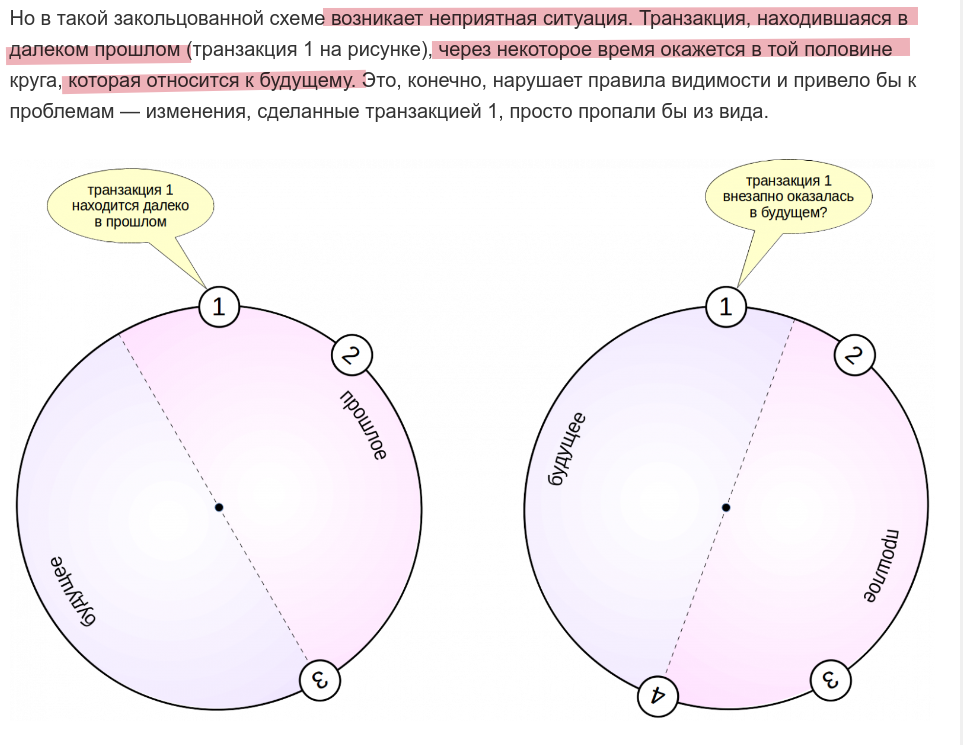 Но в такой закольцованной схеме возникает неприятная ситуация. Транзакция, находившаяся в
далеком прошлом (транзакция 1 на рисунке), через некоторое время окажется в той половине
круга, которая относится к будущему. Это, конечно, нарушает правила видимости и привело бы к
проблемам — изменения, сделанные транзакцией 1, просто пропали бы из вида.
транзакция 1
находится далеко
в прошлом
1
2
прошлое
будущее
3
транзакция 1
внезапно оказалась
в будущем?
1
2
будущее
прошлое
3
4